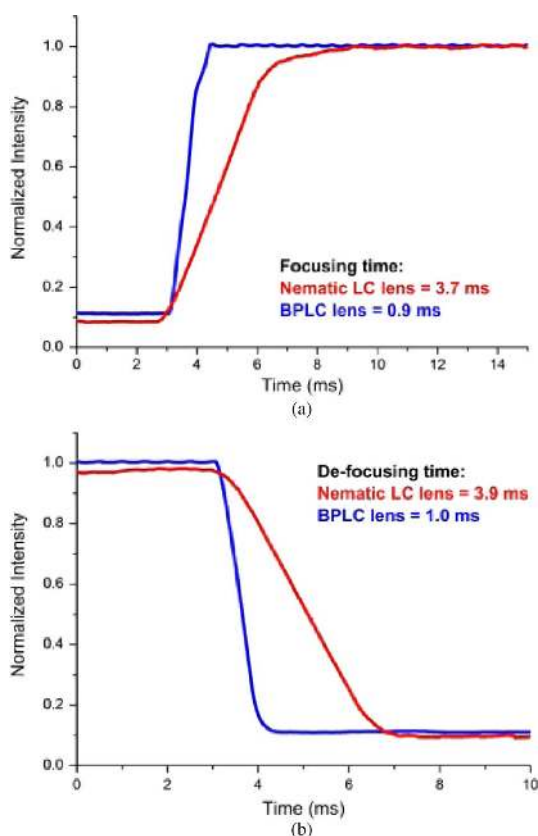 1.0
0.8
0.6
0.4
0.2
0.0
Normalized Intensity
Focusing time:
Nematic LC lens = 3.7 ms
BPLC lens = 0.9 ms
0 2 4 6 8 10 12 14
Time (ms)
(a)
1.0
0.8
0.6
0.4
0.2
0.0
Normalized Intensity
De-focusing time:
Nematic LC lens = 3.9 ms
BPLC lens = 1.0 ms
0 2 4 6 8 10
Time (ms)
(b)